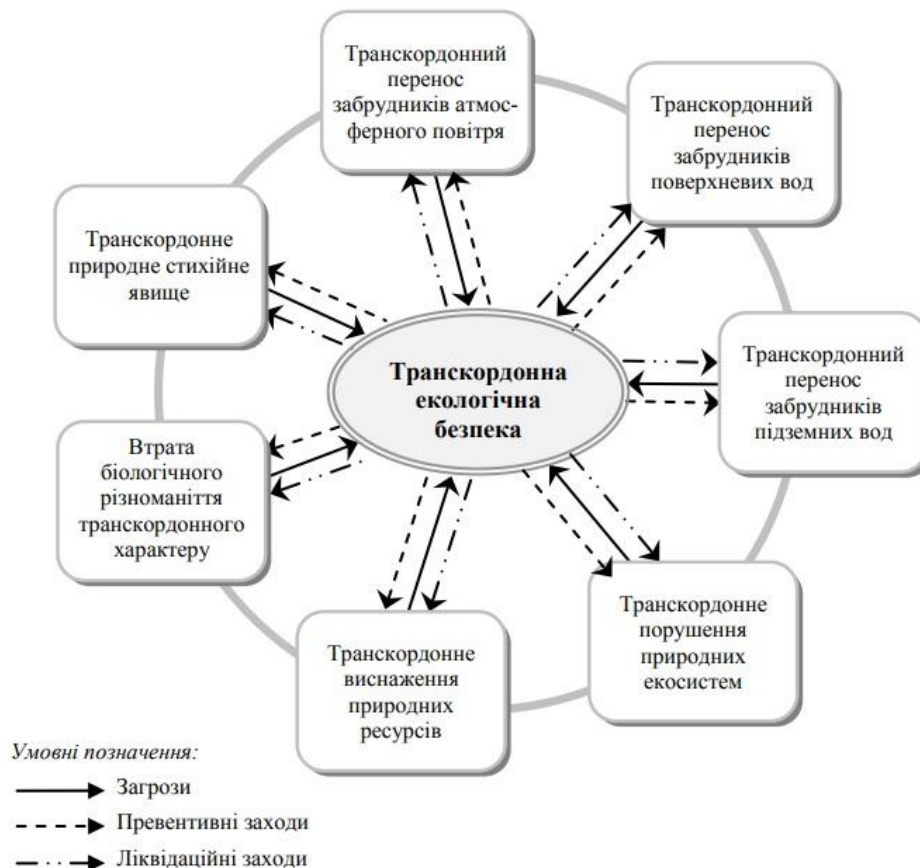 Транскордонний
перенос
забрудників атмос-
ферного повітря
Транскордонний
перенос
забрудників
поверхневих вод
Транскордонне
природне стихійне
явище
Транскордонна
екологічна
безпека
Транскордонний
перенос
забрудників
підземних вод
Втрата
біологічного
різноманіття
транскордонного
характеру
Транскордонне
порушення
природних
екосистем
Транскордонне
виснаження
природних
ресурсів
Умовні позначення:
Загрози
Превентивні заходи
Ліквідаційні заходи